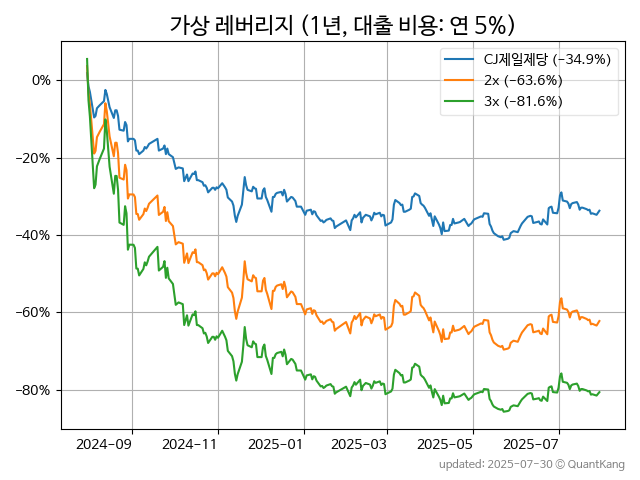 가상 레버리지 (1년, 대출 비용: 연 5%)
CJ제일제당 (−34.9%)
2x (−63.6%)
3x (−81.6%)
0%
−20%
−40%
−60%
−80%
2024−09 2024−11 2025−01 2025−03 2025−05 2025−07
updated: 2025-07-30 © QuantKang